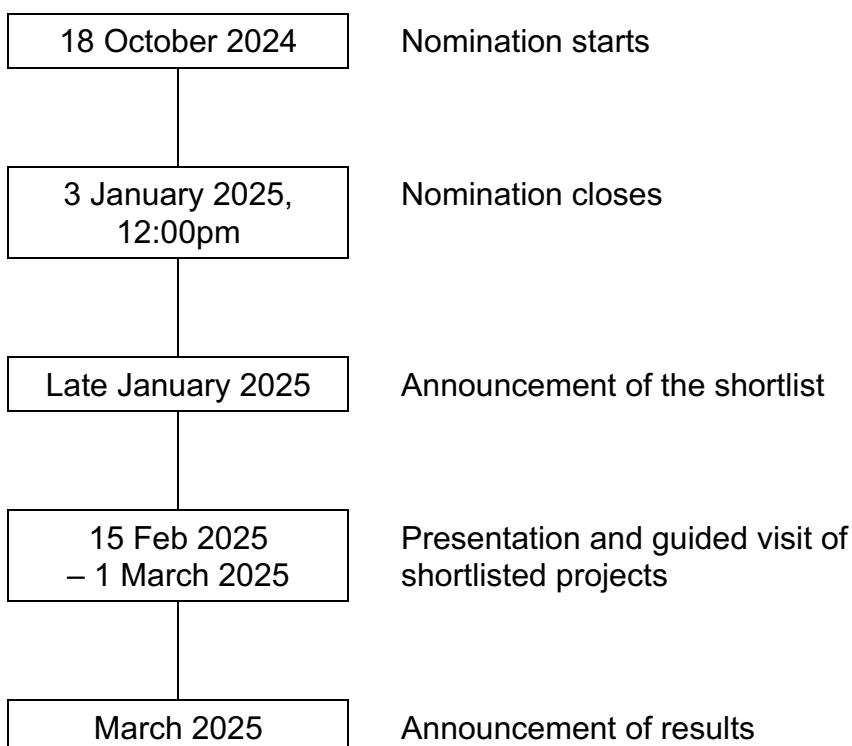 18 October 2024 Nomination starts
3 January 2025, Nomination closes
12:00pm
Late January 2025 Announcement of the shortlist
15 Feb 2025 Presentation and guided visit of
– 1 March 2025 shortlisted projects
March 2025 Announcement of results